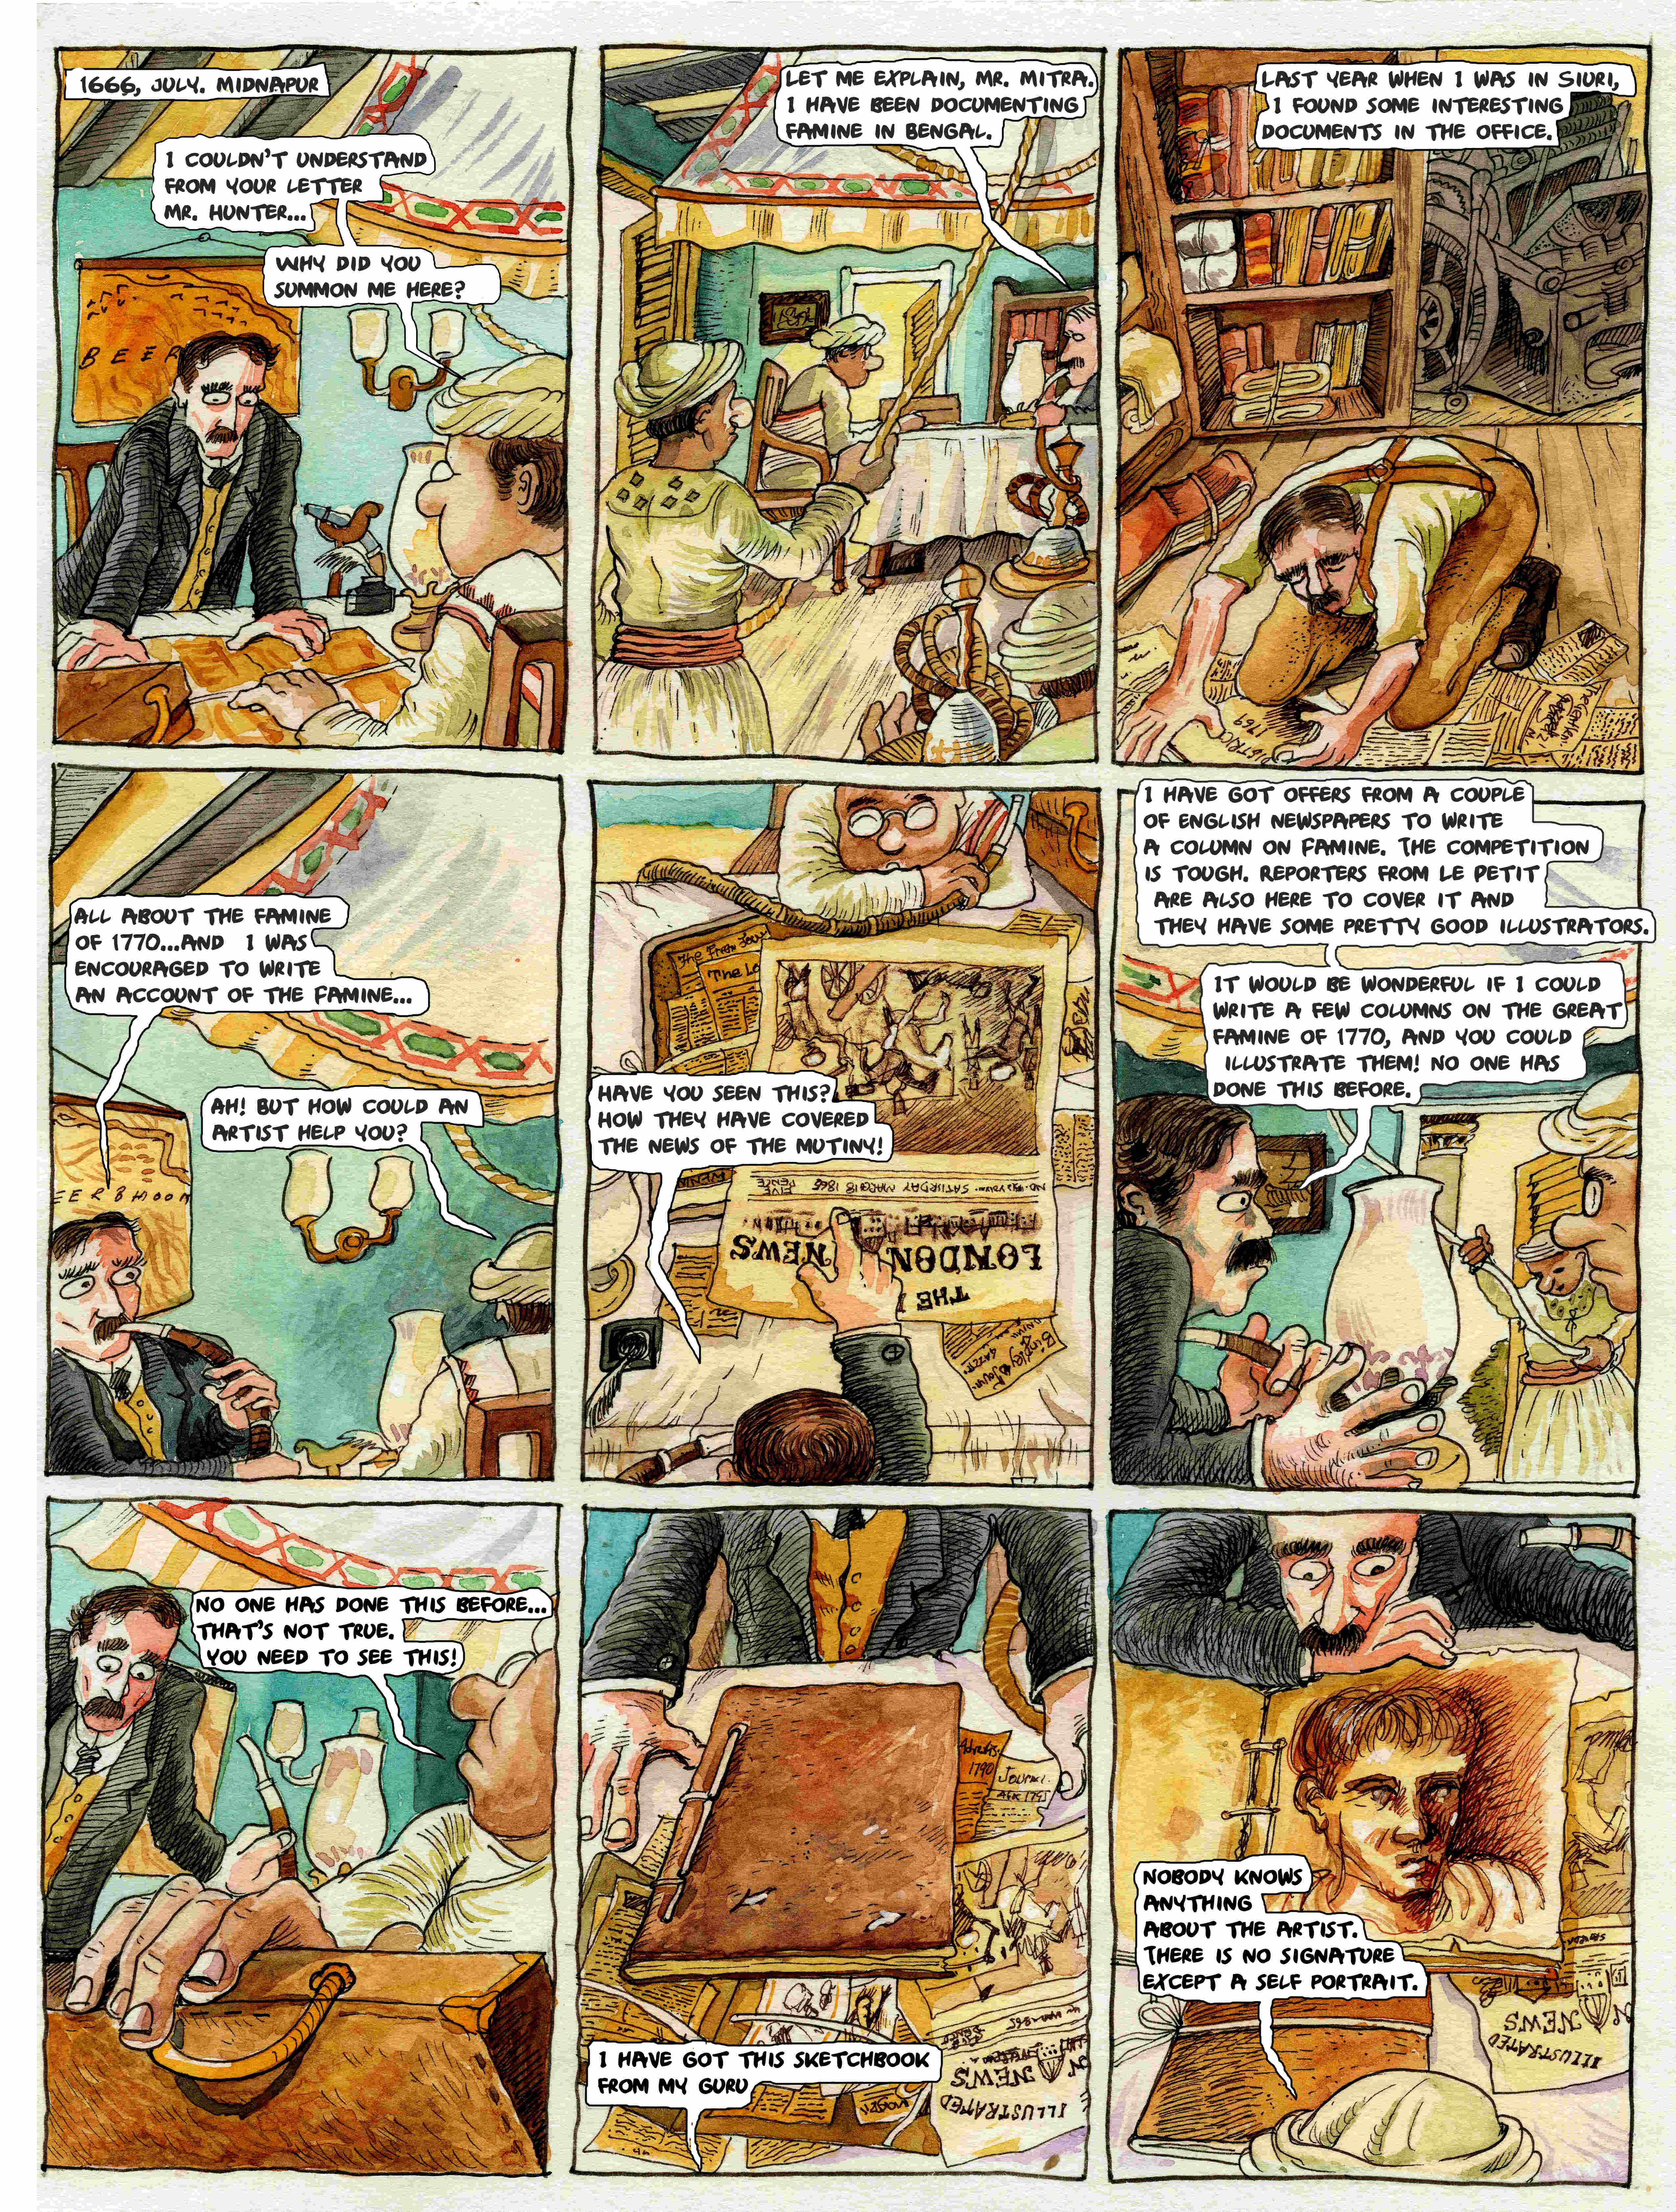 1666, JULY. MIDNAPUR
I COULDN'T UNDERSTAND
FROM YOUR LETTER
MR. HUNTER...
WHY DID YOU
SUMMON ME HERE?
BEER
LET ME EXPLAIN, MR. MITRA.
I HAVE BEEN DOCUMENTING
FAMINE IN BENGAL.
LAST YEAR WHEN I WAS IN SIURI,
I FOUND SOME INTERESTING
DOCUMENTS IN THE OFFICE.
1769
ALL ABOUT THE FAMINE
OF 1770...AND I WAS
ENCOURAGED TO WRITE
AN ACCOUNT OF THE FAMINE...
AH! BUT HOW COULD AN
ARTIST HELP YOU?
EERBHOOM
The Lo
HAVE YOU SEEN THIS?
HOW THEY HAVE COVERED
THE NEWS OF THE MUTINY!
SATURDAY MARCH 18 1865
FIVE
PENCE
THE
LONDON
NEWS
I HAVE GOT OFFERS FROM A COUPLE
OF ENGLISH NEWSPAPERS TO WRITE
A COLUMN ON FAMINE. THE COMPETITION
IS TOUGH. REPORTERS FROM LE PETIT
ARE ALSO HERE TO COVER IT AND
THEY HAVE SOME PRETTY GOOD ILLUSTRATORS.
IT WOULD BE WONDERFUL IF I COULD
WRITE A FEW COLUMNS ON THE GREAT
FAMINE OF 1770, AND YOU COULD
ILLUSTRATE THEM! NO ONE HAS
DONE THIS BEFORE.
NO ONE HAS DONE THIS BEFORE...
THAT'S NOT TRUE.
YOU NEED TO SEE THIS!
1790
JOURNAL
ILLUSTRATED
NEWS
I HAVE GOT THIS SKETCHBOOK
FROM MY GURU
NOBODY KNOWS
ANYTHING
ABOUT THE ARTIST.
THERE IS NO SIGNATURE
EXCEPT A SELF PORTRAIT.
ILLUSTRATED
NEWS